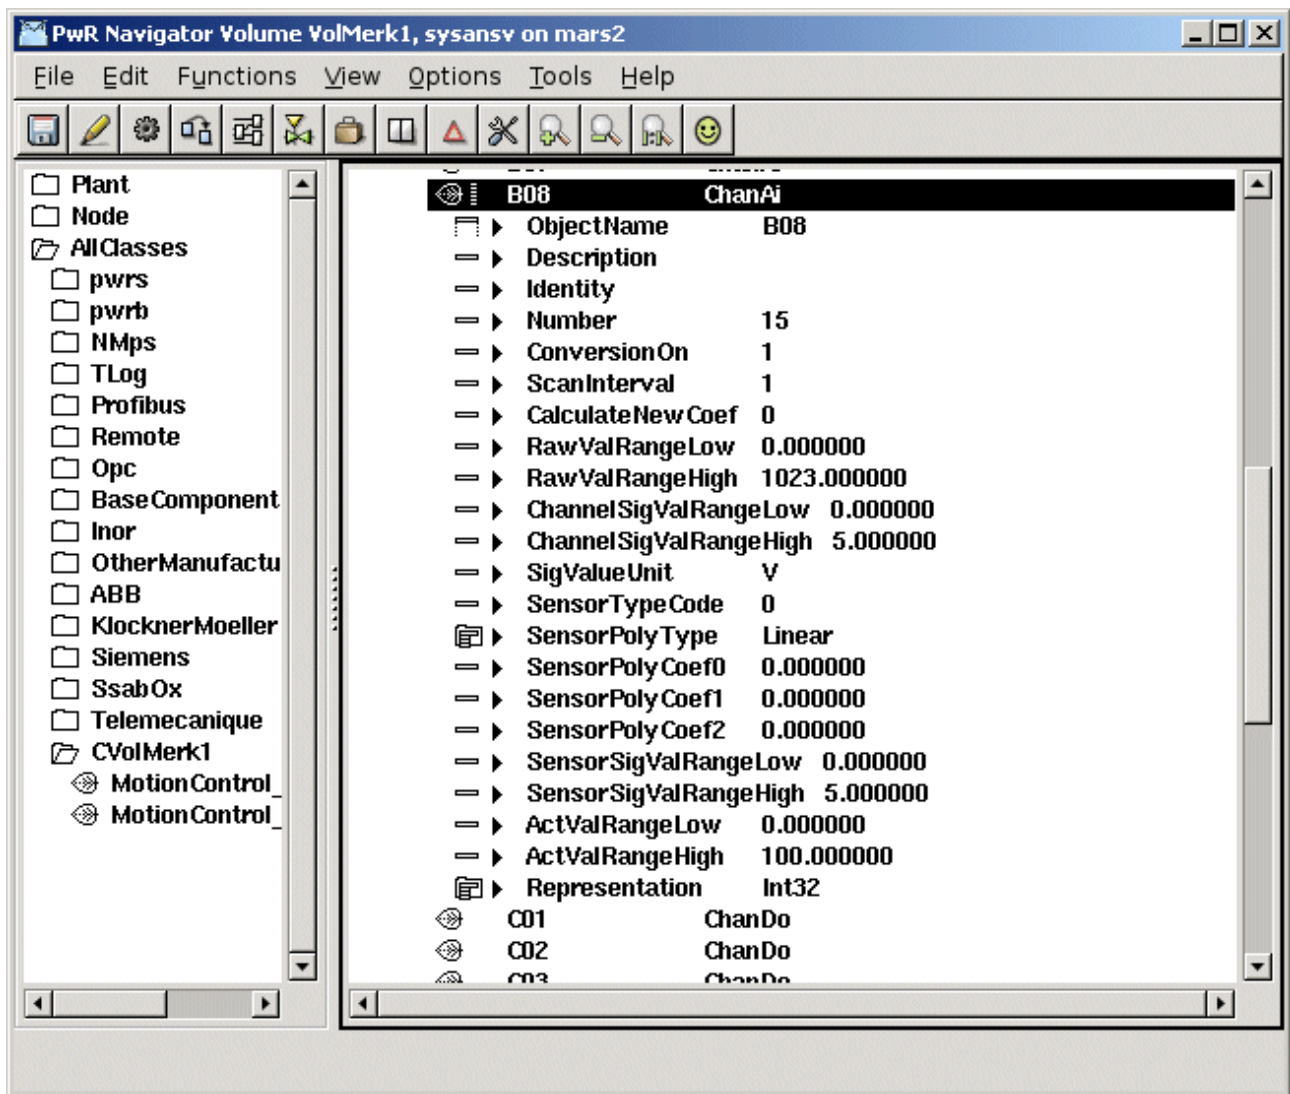 PwR Navigator Volume VolMerk1, sysansv on mars2
File Edit Functions View Options Tools Help
Plant
Node
AllClasses
pwrs
pwrb
NMps
TLog
Profibus
Remote
Opc
BaseComponent
Inor
OtherManufactu
ABB
KlocknerMoeller
Siemens
SsabOx
Telemecanique
CVolMerk1
MotionControl_
MotionControl_
B08 ChanAi
ObjectName B08
Description
Identity
Number 15
ConversionOn 1
ScanInterval 1
CalculateNewCoef 0
RawValRangeLow 0.000000
RawValRangeHigh 1023.000000
ChannelSigValRangeLow 0.000000
ChannelSigValRangeHigh 5.000000
SigValueUnit V
SensorTypeCode 0
SensorPolyType Linear
SensorPolyCoef0 0.000000
SensorPolyCoef1 0.000000
SensorPolyCoef2 0.000000
SensorSigValRangeLow 0.000000
SensorSigValRangeHigh 5.000000
ActValRangeLow 0.000000
ActValRangeHigh 100.000000
Representation Int32
C01 ChanDo
C02 ChanDo
C03 ChanDo